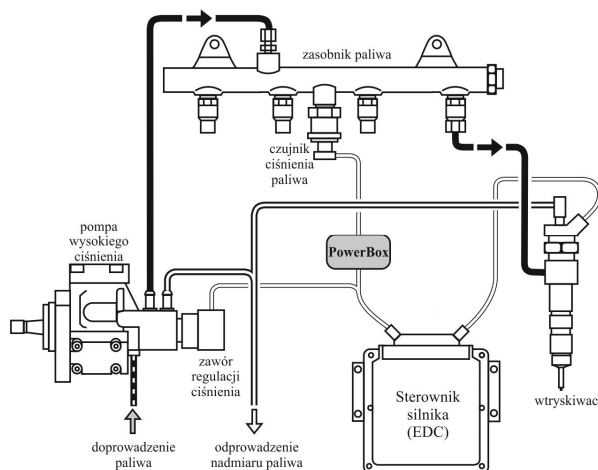 zasobnik paliwa
czujnik
ciśnienia
paliwa
pompa
wysokiego
ciśnienia
PowerBox
zawór
regulacji
ciśnienia
Sterownik
silnika
(EDC)
wtryskiwacz
doprowadzenie
paliwa
odprowadzenie
nadmiaru paliwa